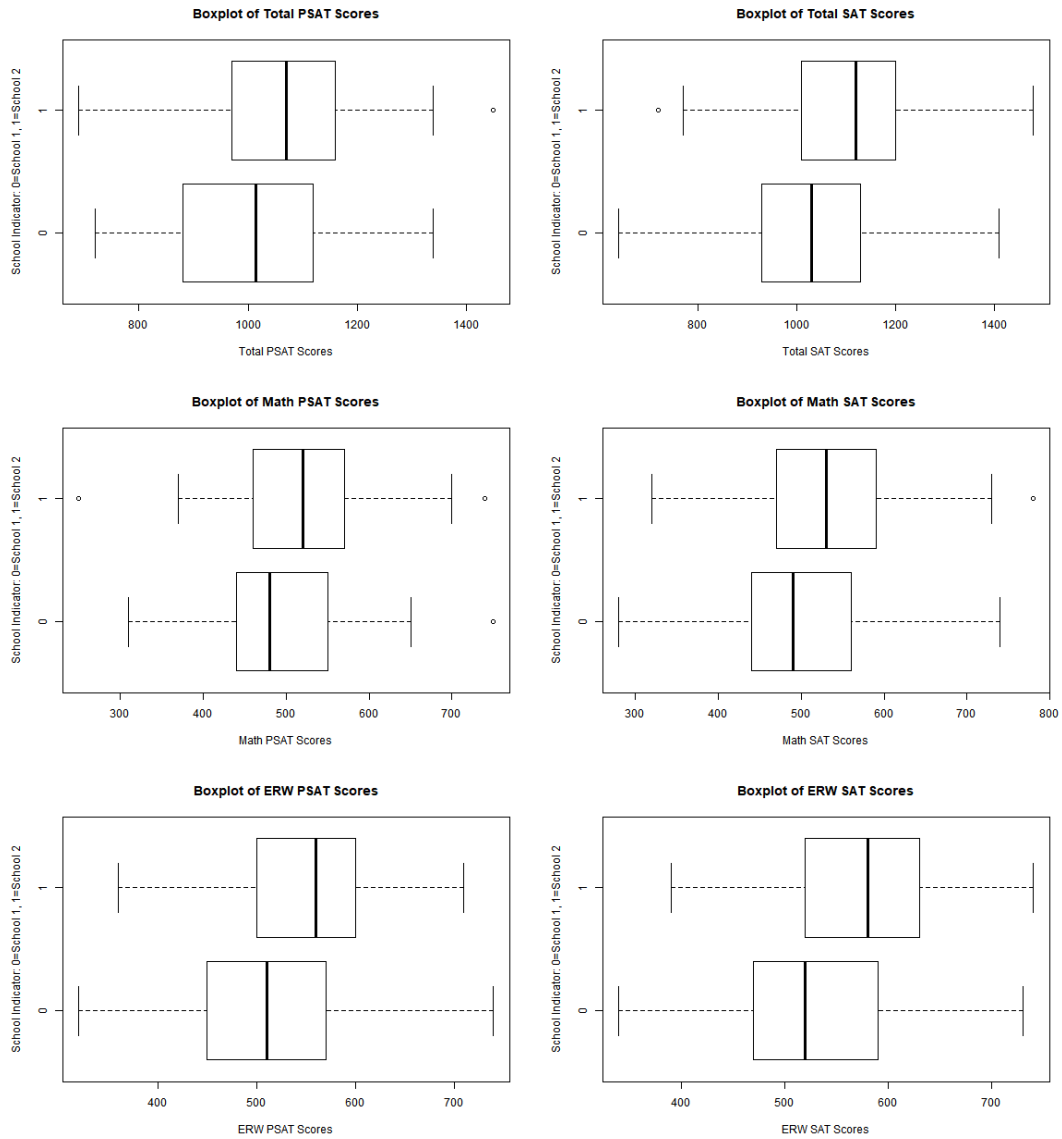 Boxplot of Total PSAT Scores
School Indicator: 0=School 1, 1=School 2
1
0
800 1000 1200 1400
Total PSAT Scores
Boxplot of Total SAT Scores
School Indicator: 0=School 1, 1=School 2
1
0
800 1000 1200 1400
Total SAT Scores
Boxplot of Math PSAT Scores
School Indicator: 0=School 1, 1=School 2
1
0
300 400 500 600 700
Math PSAT Scores
Boxplot of Math SAT Scores
School Indicator: 0=School 1, 1=School 2
1
0
300 400 500 600 700 800
Math SAT Scores
Boxplot of ERW PSAT Scores
School Indicator: 0=School 1, 1=School 2
1
0
400 500 600 700
ERW PSAT Scores
Boxplot of ERW SAT Scores
School Indicator: 0=School 1, 1=School 2
1
0
400 500 600 700
ERW SAT Scores